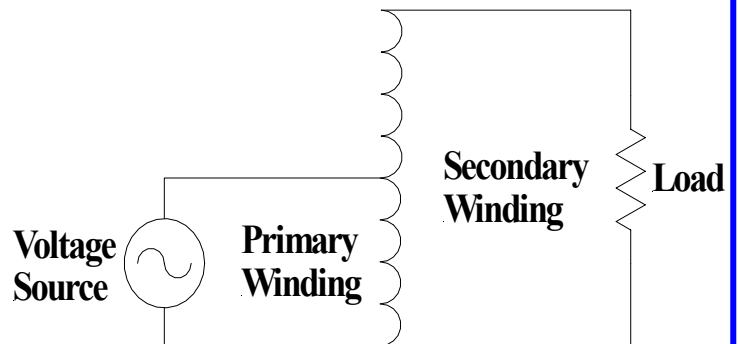 Voltage
Source
Primary
Winding
Secondary
Winding
Load